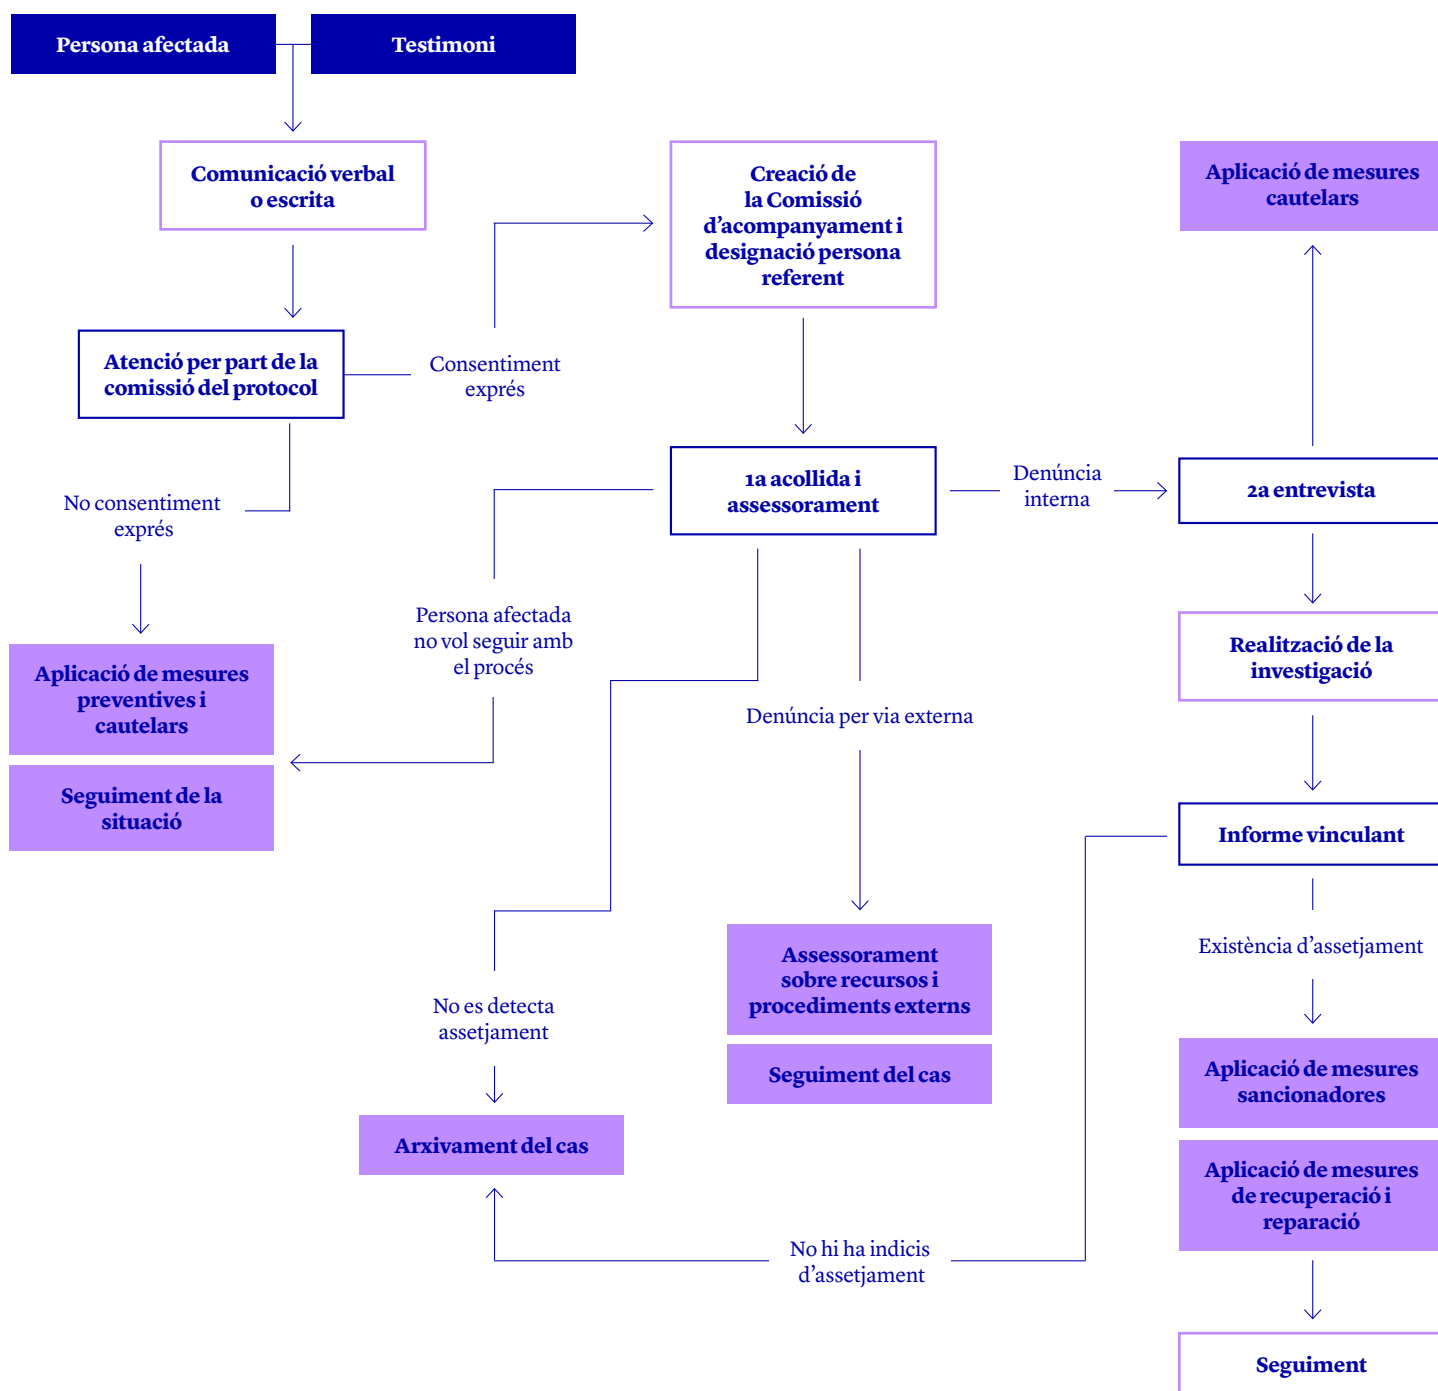 Persona afectada
Testimoni
Comunicació verbal
o escrita
Creació de
la Comissió
d’acompanyament i
designació persona
referent
Aplicació de mesures
cautelars
Atenció per part de la
comissió del protocol
Consentiment
exprés
No consentiment
exprés
1a acollida i
assessorament
Denúncia
interna
2a entrevista
Persona afectada
no vol seguir amb
el procés
Realització de la
investigació
Aplicació de mesures
preventives i
cautelars
Seguiment de la
situació
Denúncia per via externa
Informe vinculant
Existència d’assetjament
Assessorament
sobre recursos i
procediments externs
Seguiment del cas
No es detecta
assetjament
Arxivament del cas
Aplicació de mesures
sancionadores
Aplicació de mesures
de recuperació i
reparació
No hi ha indicis
d’assetjament
Seguiment